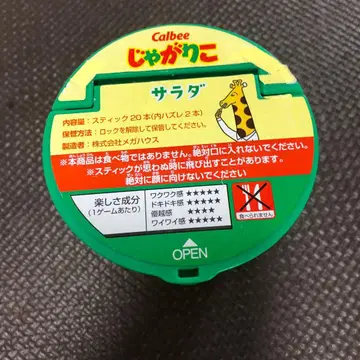 Calbee
じゃがりこ
サラダ
内容量：スティック20本(内ハズレ2本)
保管方法：ロックを解除して保管してください。
製造者：株式会社メガハウス
※本商品は食べ物ではありません。絶対口に入れないでください。
※スティックが思わぬ時に飛び出すことがあります。
絶対に顔に向けないでください。
楽しさ成分
(1ゲームあたり)
ワクワク感 ★★★★★
ドキドキ感 ★★★★★
優越感 ★★★★★
ワイワイ感 ★★★★★
食べられません
OPEN